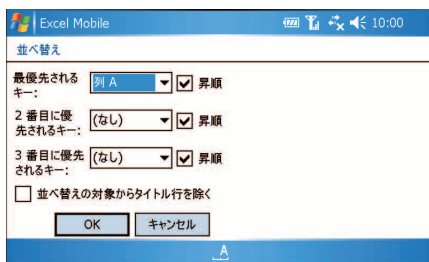 Excel Mobile 10:00
並べ替え
最優先される
キー:
列 A
昇順
2 番目に優
先されるキー:
(なし)
昇順
3 番目に優先
されるキー:
(なし)
昇順
並べ替えの対象からタイトル行を除く
OK キャンセル
A